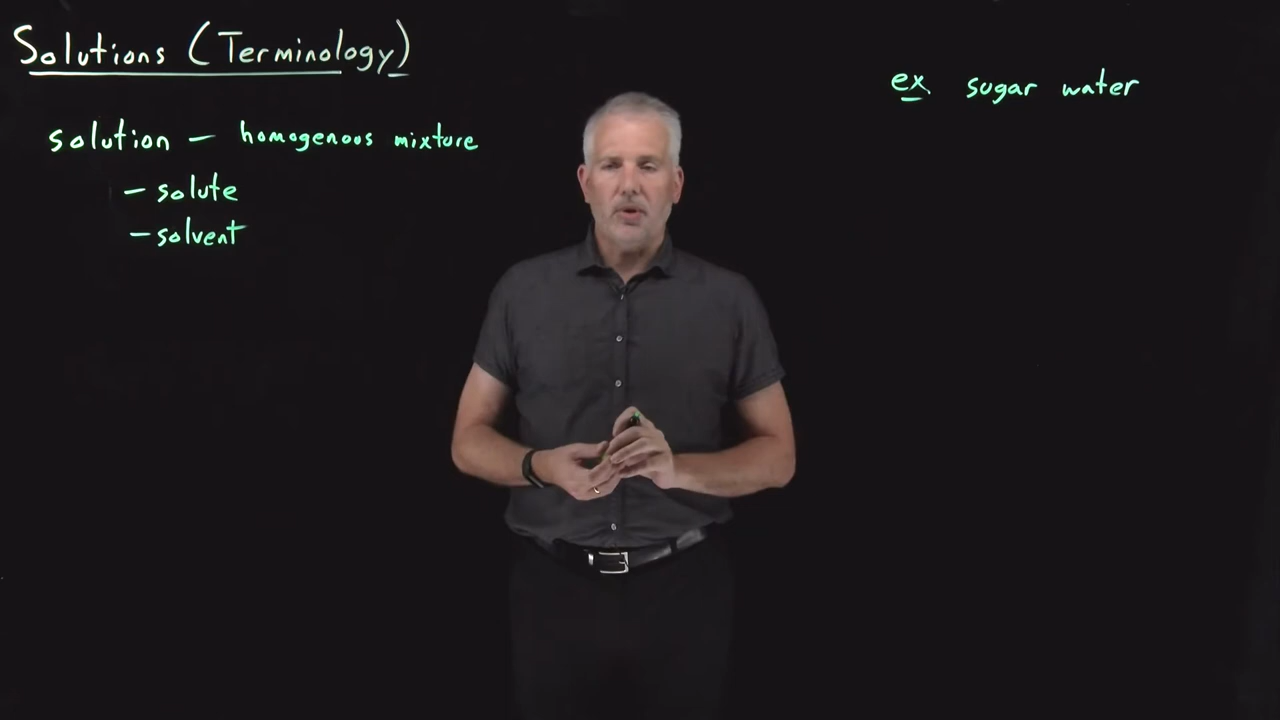 Solutions (Terminology)
ex sugar water
solution – homogenous mixture
– solute
– solvent